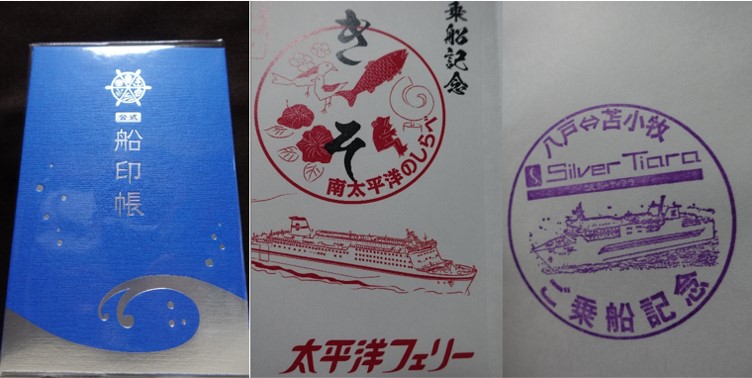 公式
船印帳
乗船記念
きそ
南太平洋のしらべ
太平洋フェリー
八戸⇔苫小牧
Silver Tiara
ご乗船記念